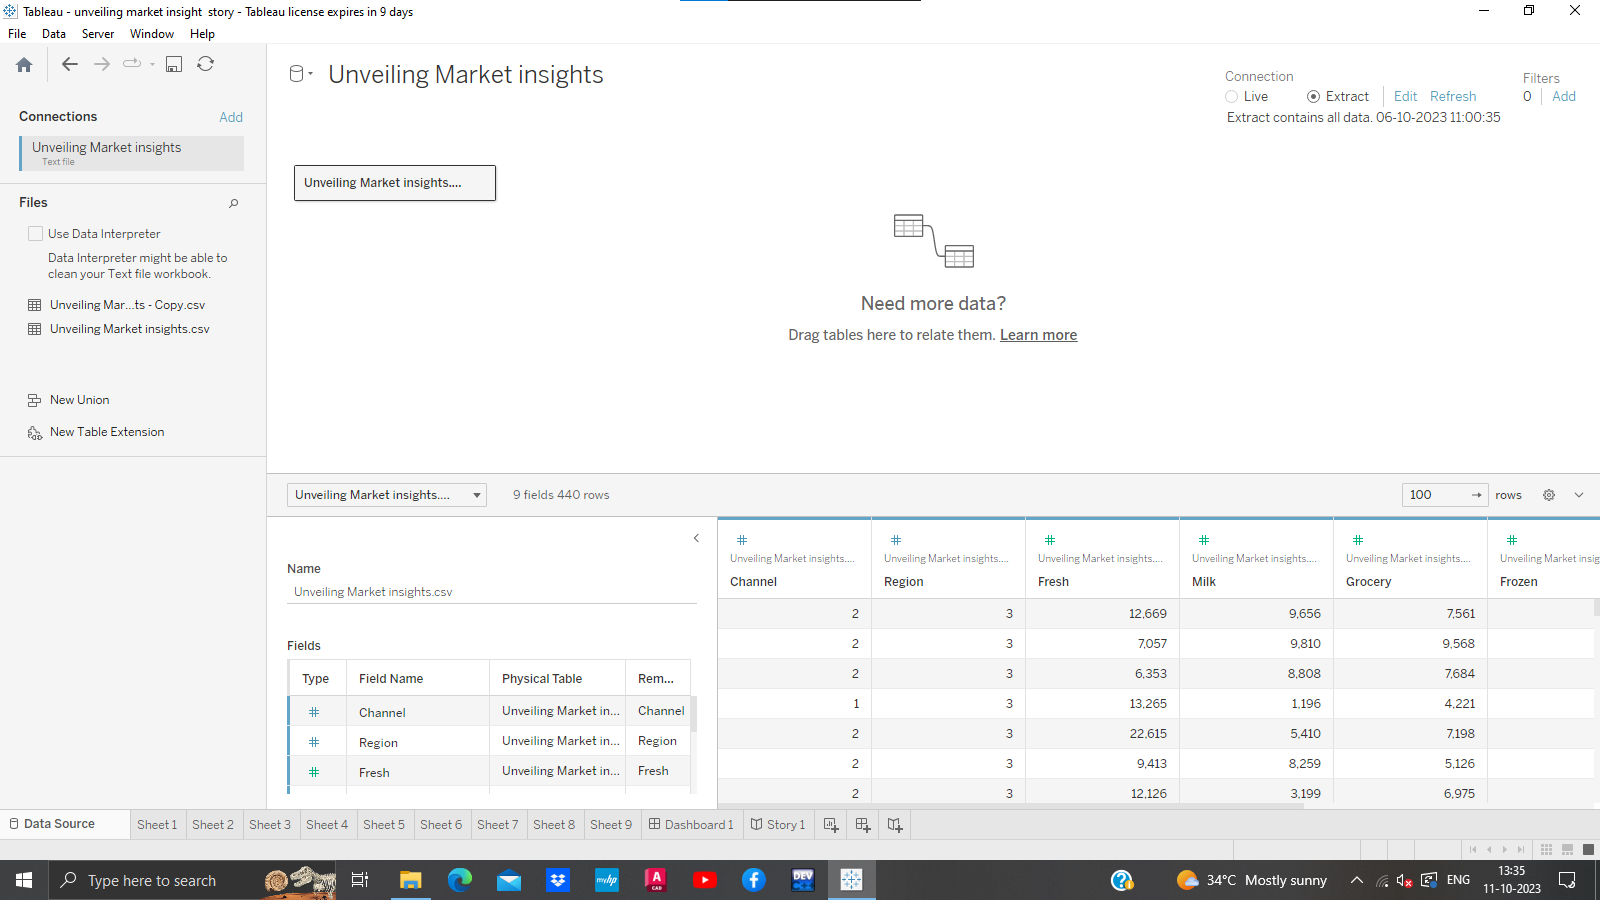 Tableau - unveiling market insight  story - Tableau license expires in 9 days
File Data Server Window Help
Connections Add
Unveiling Market insights
Text file
Files
Use Data Interpreter
Data Interpreter might be able to
clean your Text file workbook.
Unveiling Mar...ts - Copy.csv
Unveiling Market insights.csv
New Union
New Table Extension
Unveiling Market insights
Connection
Live Extract Edit Refresh
Extract contains all data. 06-10-2023 11:00:35
Filters
0 Add
Unveiling Market insights....
Need more data?
Drag tables here to relate them. Learn more
Unveiling Market insights.... 9 fields 440 rows 100 rows
Name
Unveiling Market insights.csv
Fields
Type Field Name Physical Table Rem...
# Channel Unveiling Market in... Channel
# Region Unveiling Market in... Region
# Fresh Unveiling Market in... Fresh
# # # # # #
Unveiling Market insights.... Unveiling Market insights.... Unveiling Market insights.... Unveiling Market insights.... Unveiling Market insights.... Unveiling Market insig
Channel Region Fresh Milk Grocery Frozen
2 3 12,669 9,656 7,561
2 3 7,057 9,810 9,568
2 3 6,353 8,808 7,684
1 3 13,265 1,196 4,221
2 3 22,615 5,410 7,198
2 3 9,413 8,259 5,126
2 3 12,126 3,199 6,975
Data Source Sheet 1 Sheet 2 Sheet 3 Sheet 4 Sheet 5 Sheet 6 Sheet 7 Sheet 8 Sheet 9 Dashboard 1 Story 1
Type here to search
myhp
A
CAD
DEV
34°C Mostly sunny
ENG
13:35
11-10-2023